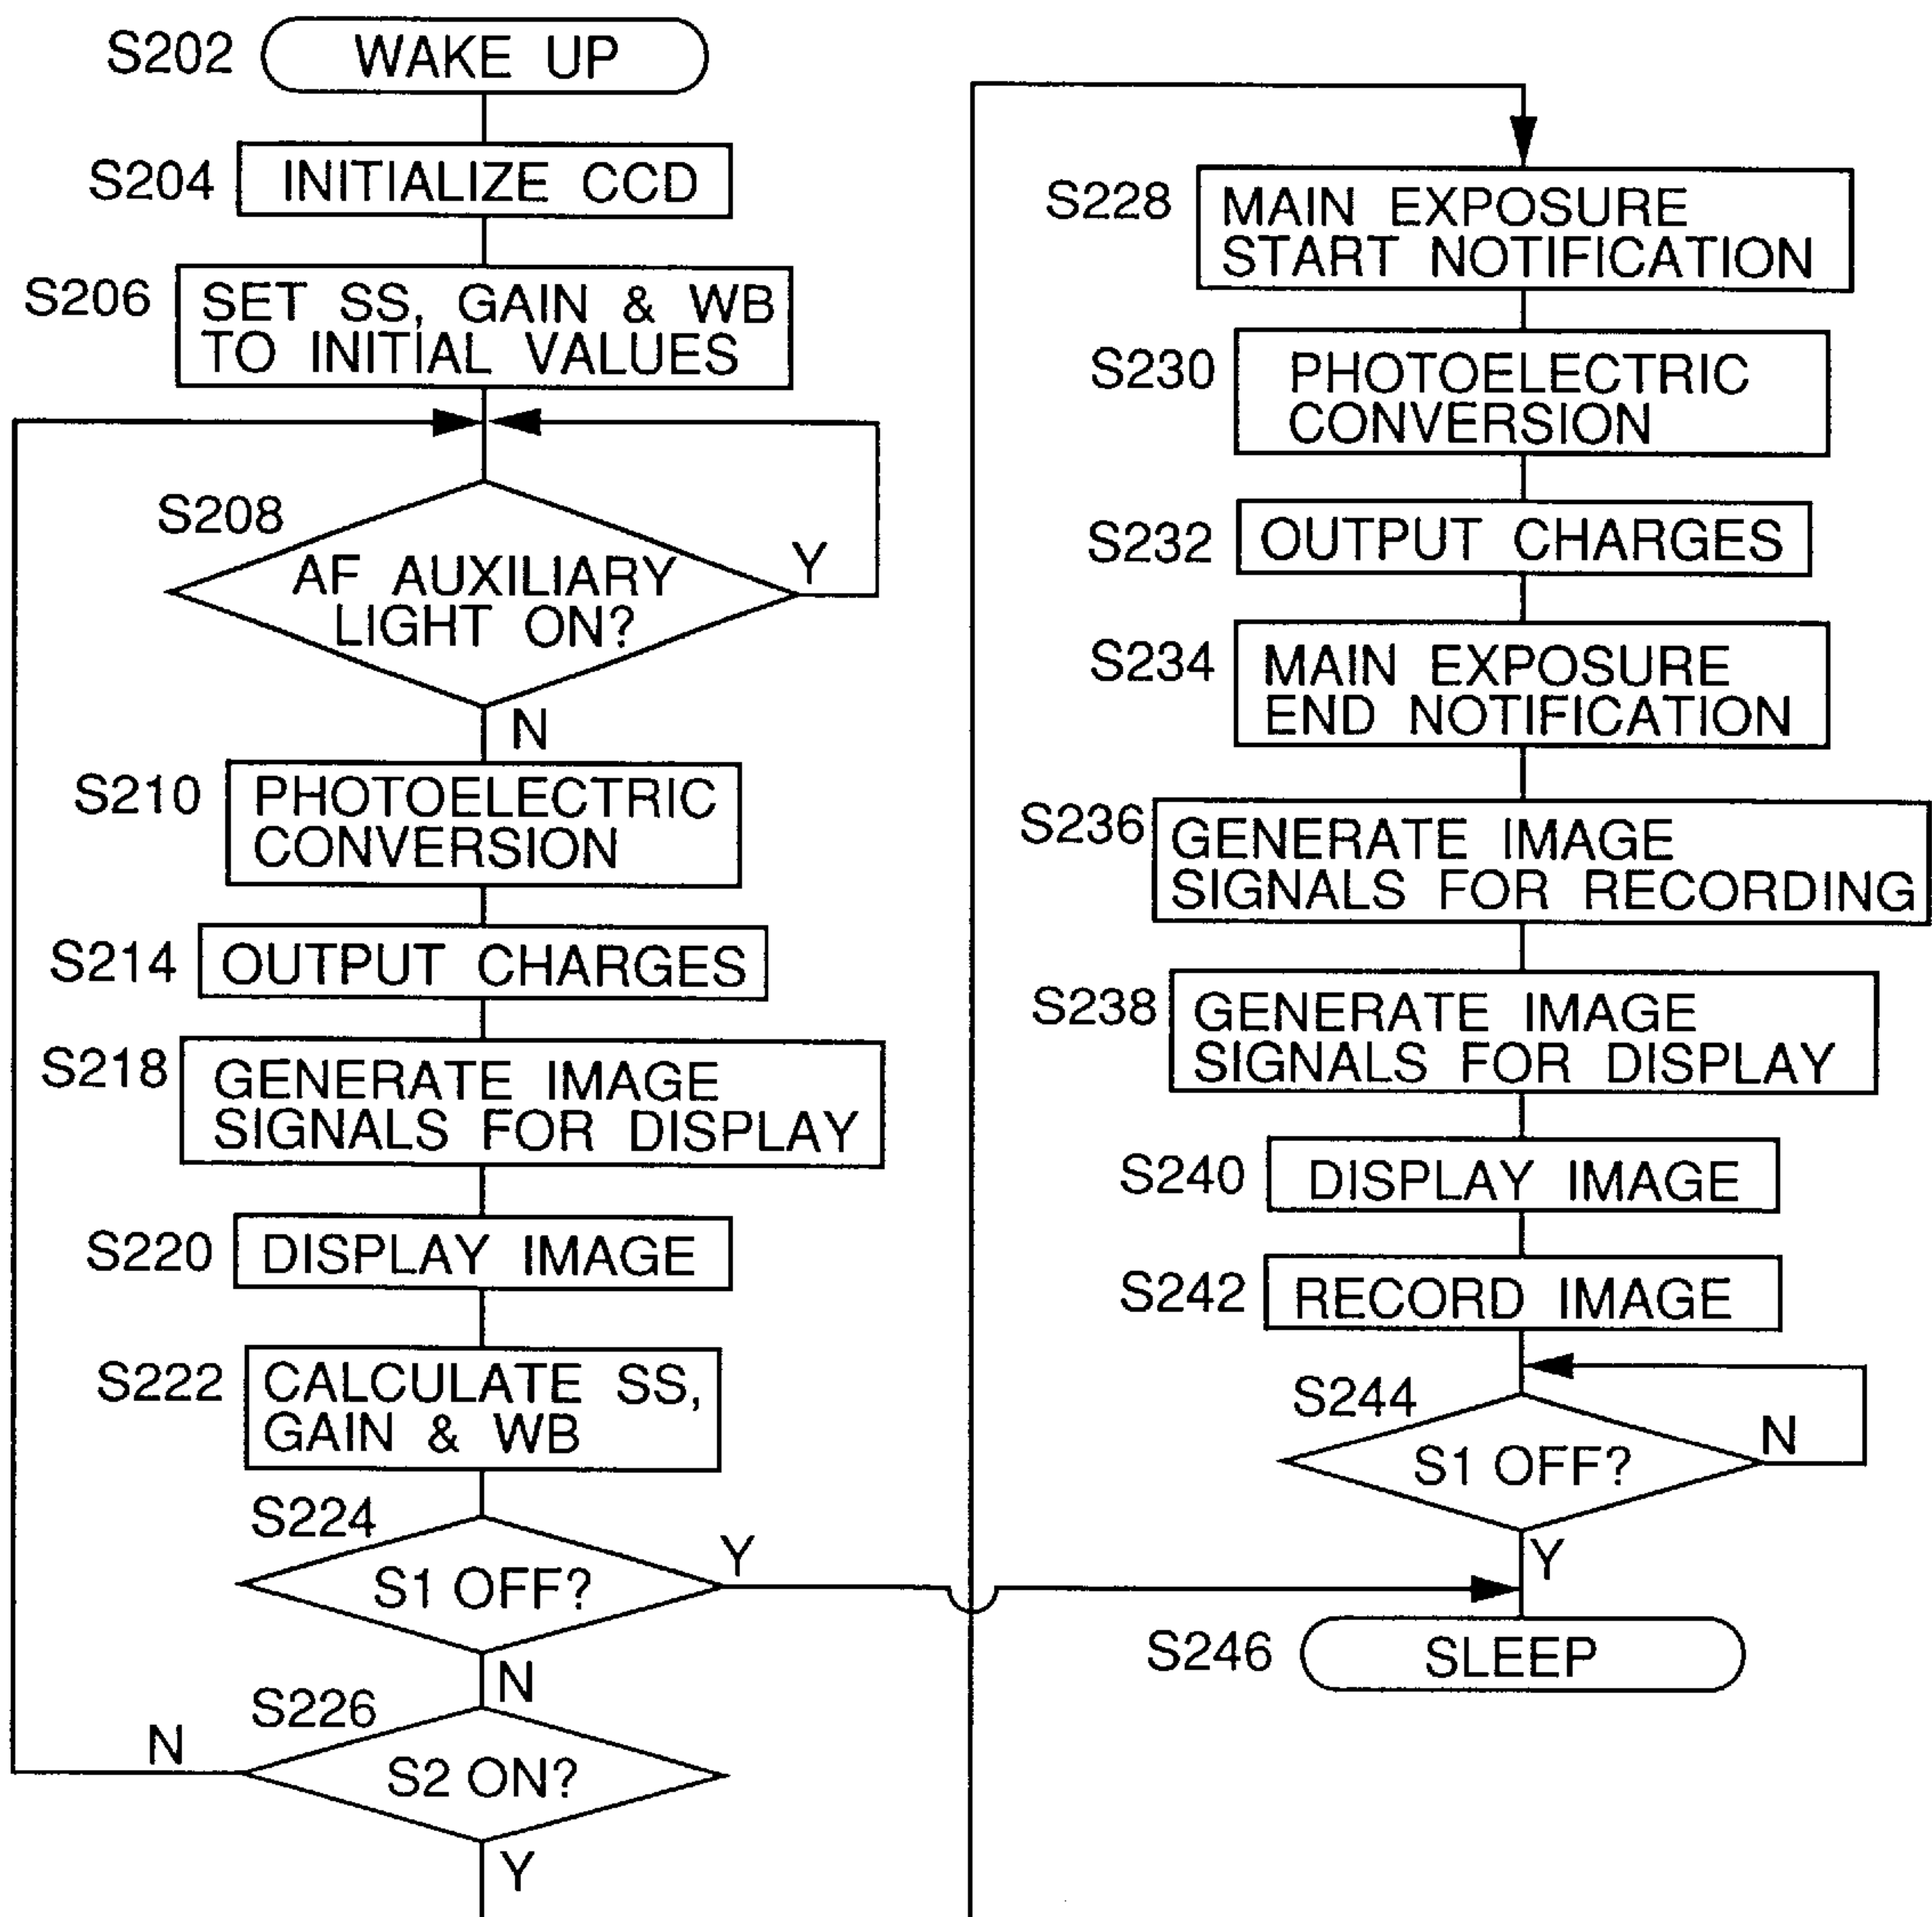 S202 WAKE UP
S204 INITIALIZE CCD
S206 SET SS, GAIN & WB
TO INITIAL VALUES
S208
AF AUXILIARY
LIGHT ON?
Y
N
S210 PHOTOELECTRIC
CONVERSION
S214 OUTPUT CHARGES
S218 GENERATE IMAGE
SIGNALS FOR DISPLAY
S220 DISPLAY IMAGE
S222 CALCULATE SS,
GAIN & WB
S224
S1 OFF?
Y
N
S226
S2 ON?
N
Y
S228 MAIN EXPOSURE
START NOTIFICATION
S230 PHOTOELECTRIC
CONVERSION
S232 OUTPUT CHARGES
S234 MAIN EXPOSURE
END NOTIFICATION
S236 GENERATE IMAGE
SIGNALS FOR RECORDING
S238 GENERATE IMAGE
SIGNALS FOR DISPLAY
S240 DISPLAY IMAGE
S242 RECORD IMAGE
S244
S1 OFF?
N
Y
S246 SLEEP